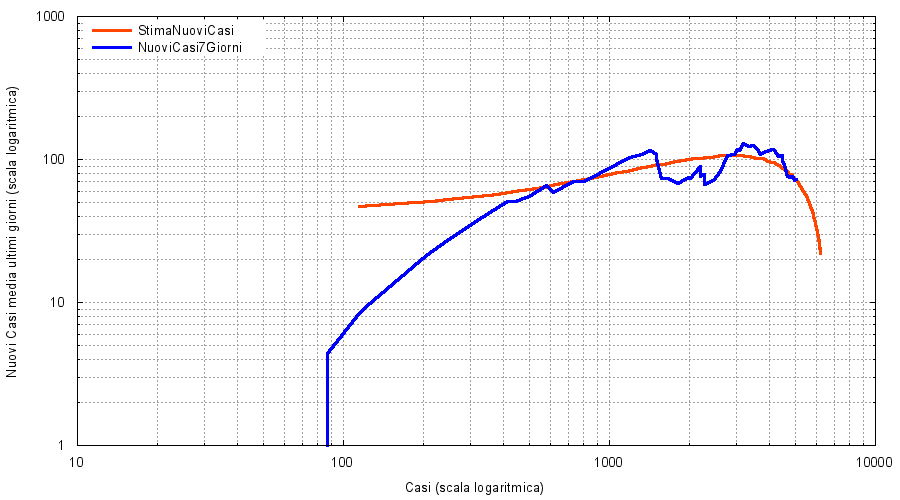 1000
StimaNuoviCasi
NuoviCasi7Giorni
100
Nuovi Casi media ultimi giorni (scala logaritmica)
10
1
10 100 1000 10000
Casi (scala logaritmica)